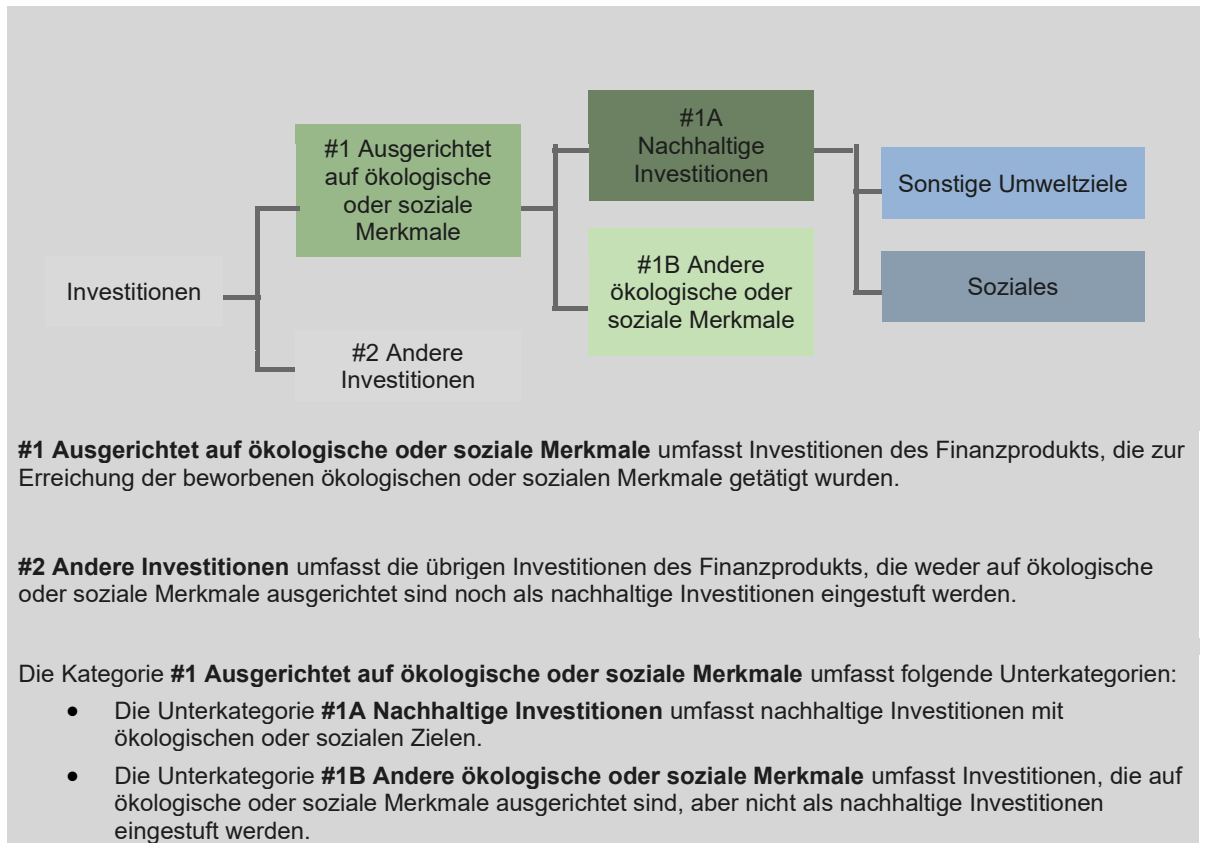 Investitionen
#1 Ausgerichtet
auf ökologische
oder soziale
Merkmale
#2 Andere
Investitionen
#1A
Nachhaltige
Investitionen
#1B Andere
ökologische oder
soziale Merkmale
Sonstige Umweltziele
Soziales
#1 Ausgerichtet auf ökologische oder soziale Merkmale umfasst Investitionen des Finanzprodukts, die zur
Erreichung der beworbenen ökologischen oder sozialen Merkmale getätigt wurden.
#2 Andere Investitionen umfasst die übrigen Investitionen des Finanzprodukts, die weder auf ökologische
oder soziale Merkmale ausgerichtet sind noch als nachhaltige Investitionen eingestuft werden.
Die Kategorie #1 Ausgerichtet auf ökologische oder soziale Merkmale umfasst folgende Unterkategorien:
• Die Unterkategorie #1A Nachhaltige Investitionen umfasst nachhaltige Investitionen mit
ökologischen oder sozialen Zielen.
• Die Unterkategorie #1B Andere ökologische oder soziale Merkmale umfasst Investitionen, die auf
ökologische oder soziale Merkmale ausgerichtet sind, aber nicht als nachhaltige Investitionen
eingestuft werden.